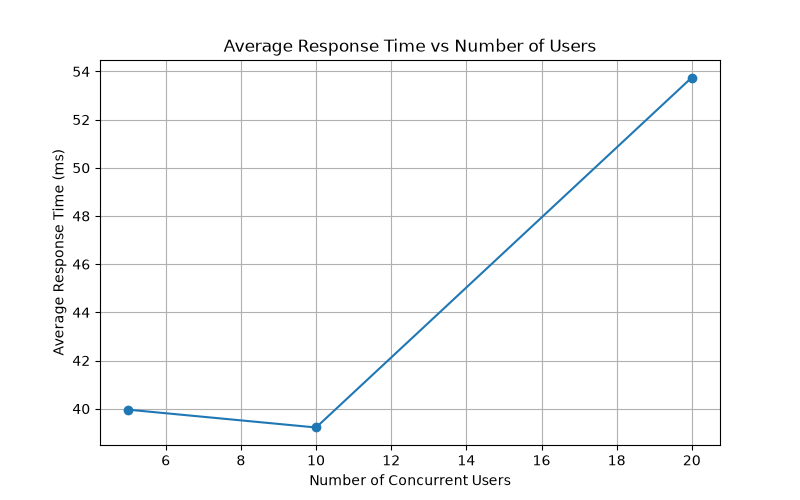 Average Response Time vs Number of Users
54
52
50
48
46
44
42
40
Average Response Time (ms)
6 8 10 12 14 16 18 20
Number of Concurrent Users